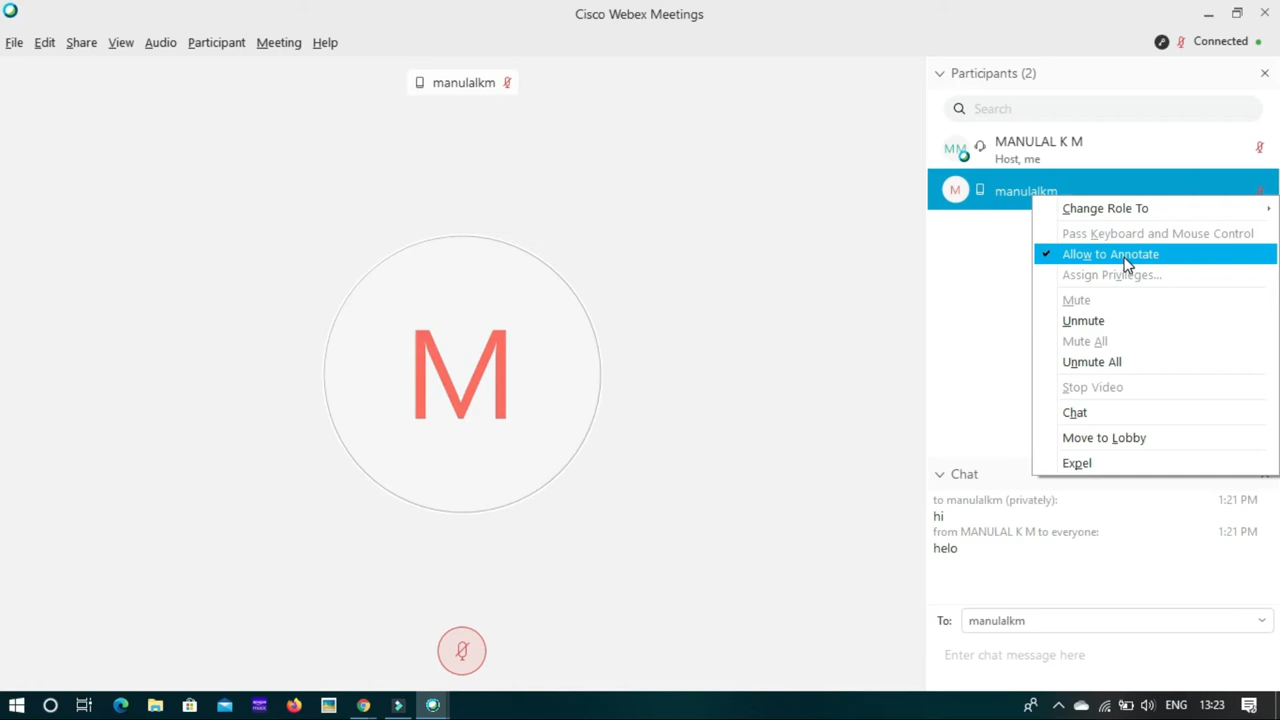 Cisco Webex Meetings
File Edit Share View Audio Participant Meeting Help
Connected
manulalkm
Participants (2)
Search
MM MANULAL K M
Host, me
M manulalkm
Change Role To
Pass Keyboard and Mouse Control
Allow to Annotate
Assign Privileges...
Mute
Unmute
Mute All
Unmute All
Stop Video
Chat
Move to Lobby
Expel
M
Chat
to manulalkm (privately): 1:21 PM
hi
from MANULAL K M to everyone: 1:21 PM
helo
To: manulalkm
Enter chat message here
ENG 13:23